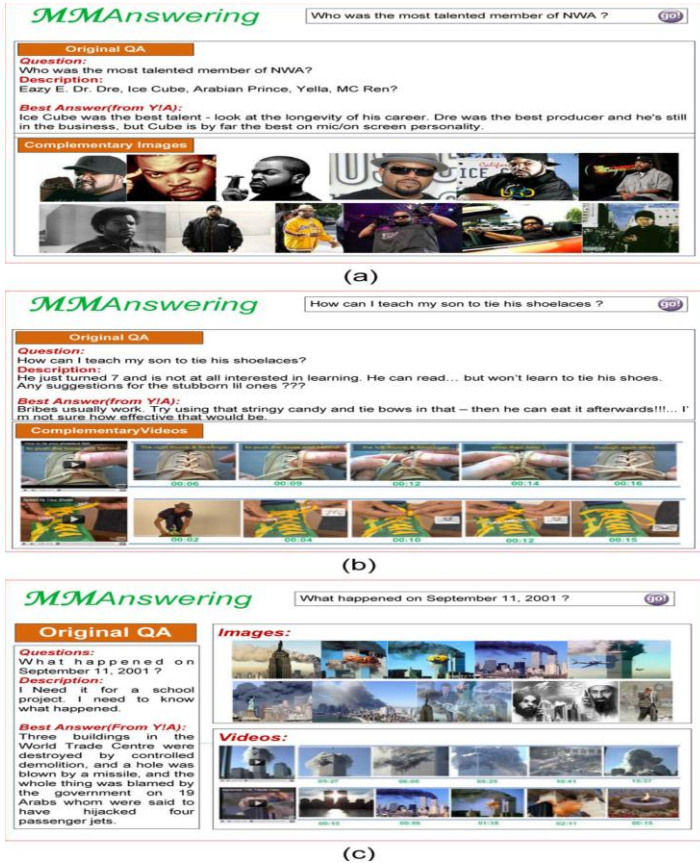 MMAnswering
Who was the most talented member of NWA ?
go!
Original QA
Question:
Who was the most talented member of NWA?
Description:
Eazy E. Dr. Dre, Ice Cube, Arabian Prince, Yella, MC Ren?
Best Answer(from Y!A):
Ice Cube was the best talent - look at the longevity of his career. Dre was the best producer and he's still
in the business, but Cube is by far the best on mic/on screen personality.
Complementary Images
ICE
(a)
MMAnswering
How can I teach my son to tie his shoelaces ?
go!
Original QA
Question:
How can I teach my son to tie his shoelaces?
Description:
He just turned 7 and is not at all interested in learning. He can read... but won't learn to tie his shoes.
Any suggestions for the stubborn lil ones ???
Best Answer(from Y!A):
Bribes usually work. Try using that stringy candy and tie bows in that – then he can eat it afterwards!!!... I'
m not sure how effective that would be.
ComplementaryVideos
00:06 00:09 00:12 00:14 00:16
00:02 00:04 00:10 00:12 00:15
(b)
MMAnswering
What happened on September 11, 2001 ?
go!
Original QA
Questions:
What happened on
September 11, 2001 ?
Description:
I Need it for a school
project. I need to know
what happened.
Best Answer(From Y!A):
Three buildings in the
World Trade Centre were
destroyed by controlled
demolition, and a hole was
blown by a missile, and the
whole thing was blamed by
the government on 19
Arabs whom were said to
have hijacked four
passenger jets.
Images:
Videos:
(c)